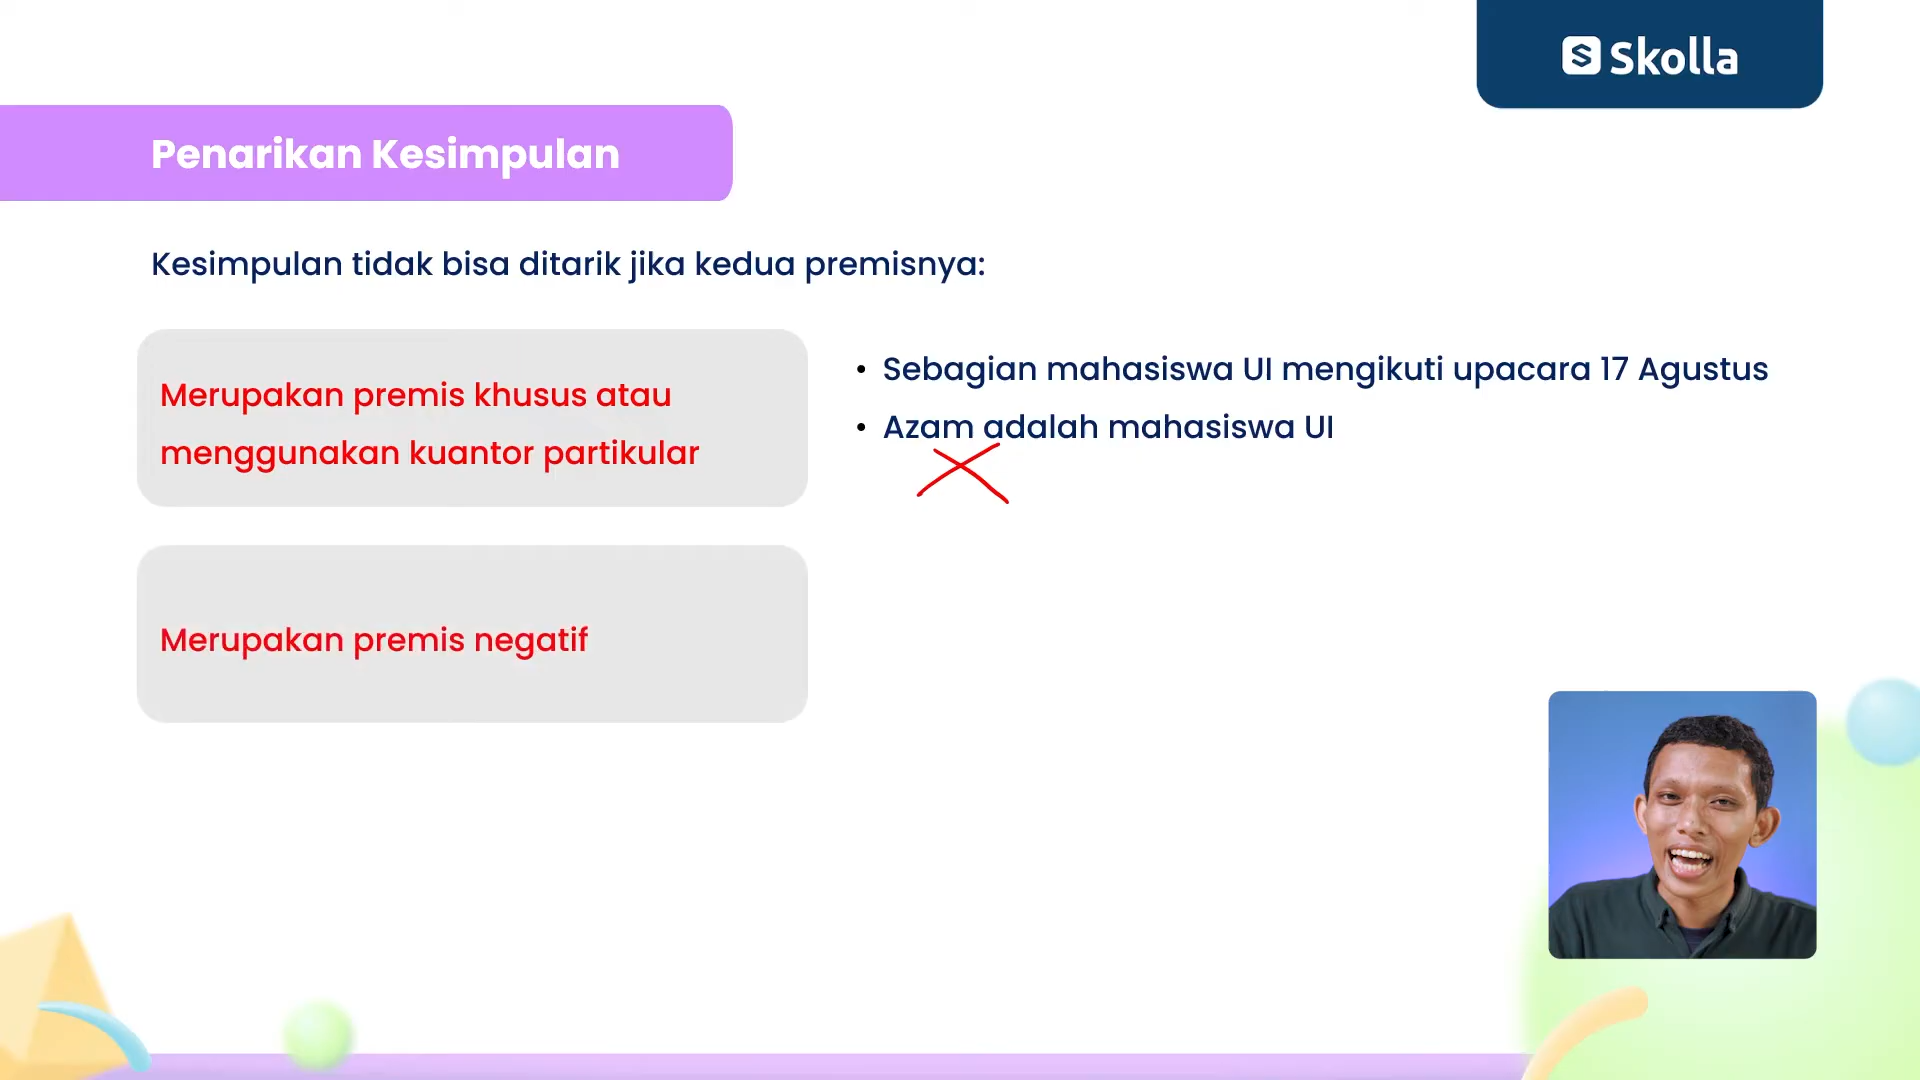 Skolla
Penarikan Kesimpulan
Kesimpulan tidak bisa ditarik jika kedua premisnya:
Merupakan premis khusus atau
menggunakan kuantor partikular
• Sebagian mahasiswa UI mengikuti upacara 17 Agustus
• Azam adalah mahasiswa UI
Merupakan premis negatif